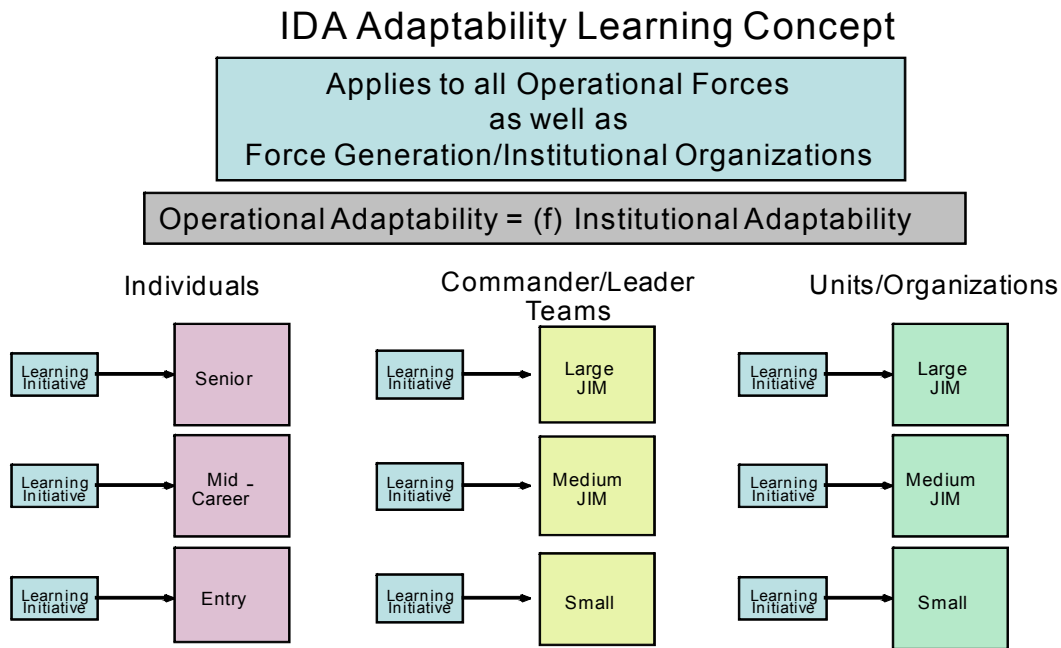 IDA Adaptability Learning Concept
Applies to all Operational Forces
as well as
Force Generation/Institutional Organizations
Operational Adaptability = (f) Institutional Adaptability
Individuals
Commander/Leader
Teams
Units/Organizations
Learning
Initiative
Senior
Learning
Initiative
Large
JIM
Learning
Initiative
Large
JIM
Learning
Initiative
Mid -
Career
Learning
Initiative
Medium
JIM
Learning
Initiative
Medium
JIM
Learning
Initiative
Entry
Learning
Initiative
Small
Learning
Initiative
Small